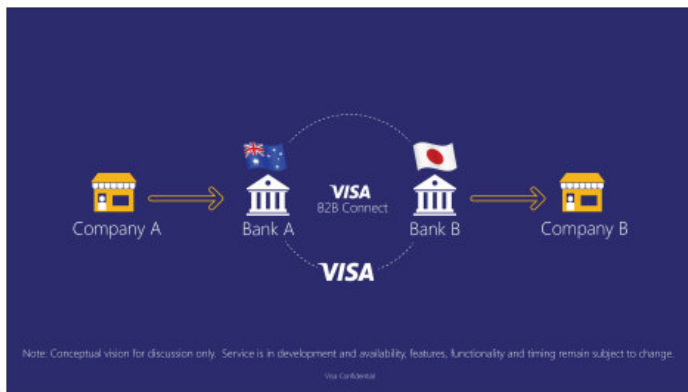 VISA
B2B Connect
Company A
Bank A
Bank B
Company B
VISA
Note: Conceptual vision for discussion only. Service is in development and availability, features, functionality and timing remain subject to change.
Visa Confidential